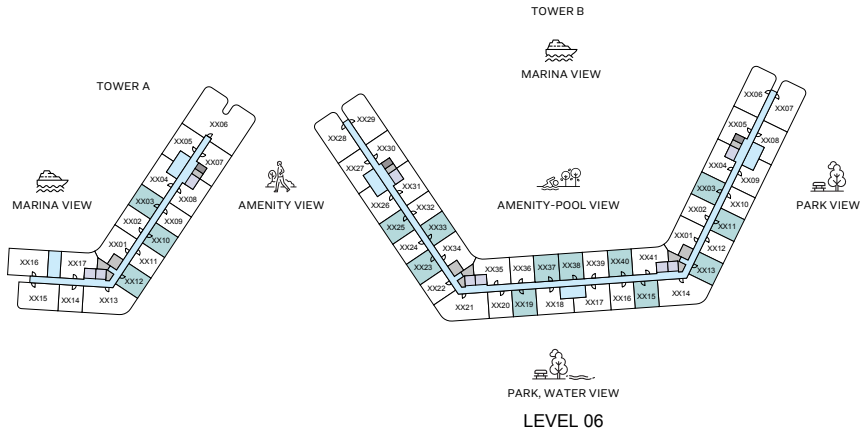 TOWER B
MARINA VIEW
TOWER A
XX06
XX05
XX07
XX04
XX08
XX03
XX09
XX02
XX10
XX01
XX12
XX16
XX17
XX15
XX14
XX13
MARINA VIEW
AMENITY VIEW
XX29
XX28
XX30
XX27
XX31
XX26
XX32
XX25
XX33
XX24
XX34
XX23
XX22
XX21
XX35
XX36
XX37
XX38
XX39
XX40
XX41
XX20
XX19
XX18
XX17
XX16
XX15
XX14
AMENITY-POOL VIEW
XX06
XX07
XX05
XX08
XX04
XX09
XX03
XX10
XX02
XX11
XX01
XX12
XX13
PARK VIEW
PARK, WATER VIEW
LEVEL 06